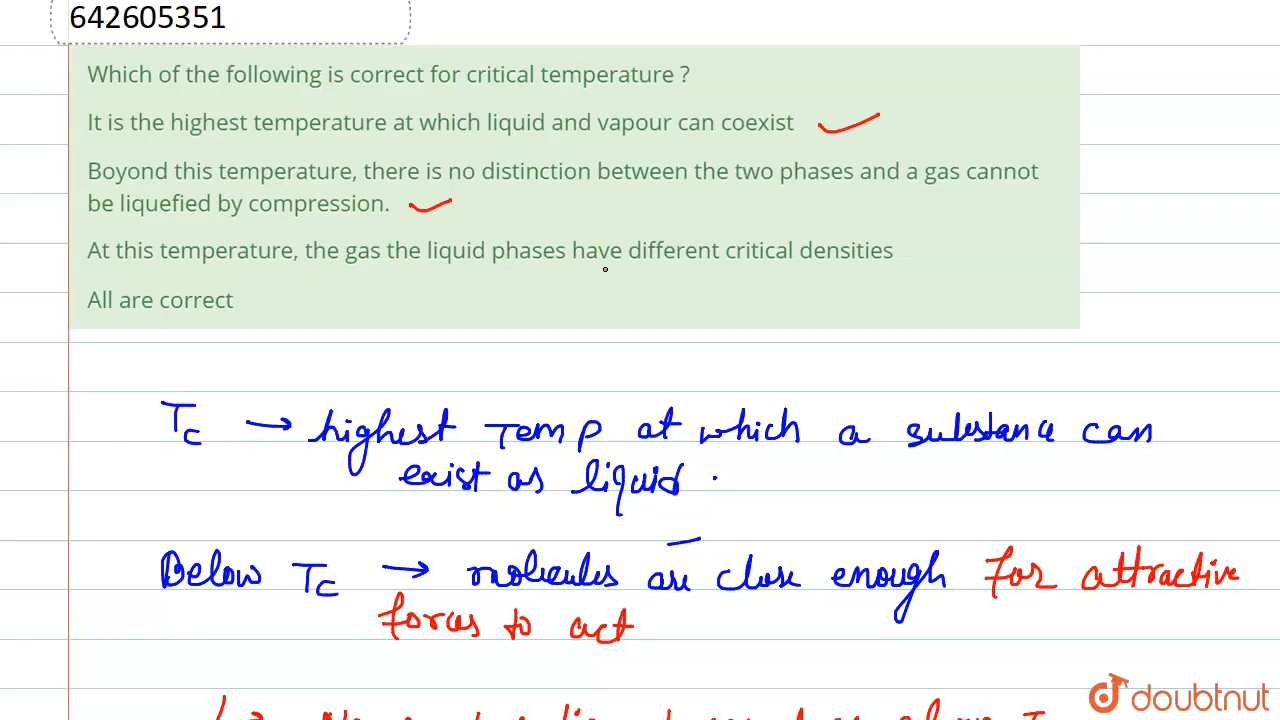 642605351
Which of the following is correct for critical temperature ?
It is the highest temperature at which liquid and vapour can coexist
Boyond this temperature, there is no distinction between the two phases and a gas cannot
be liquefied by compression.
At this temperature, the gas the liquid phases have different critical densities
All are correct
Tc → highest Temp at which a substance can
exist as liquid .
Below Tc → molecules are close enough for attractive
forces to act
doubtnut